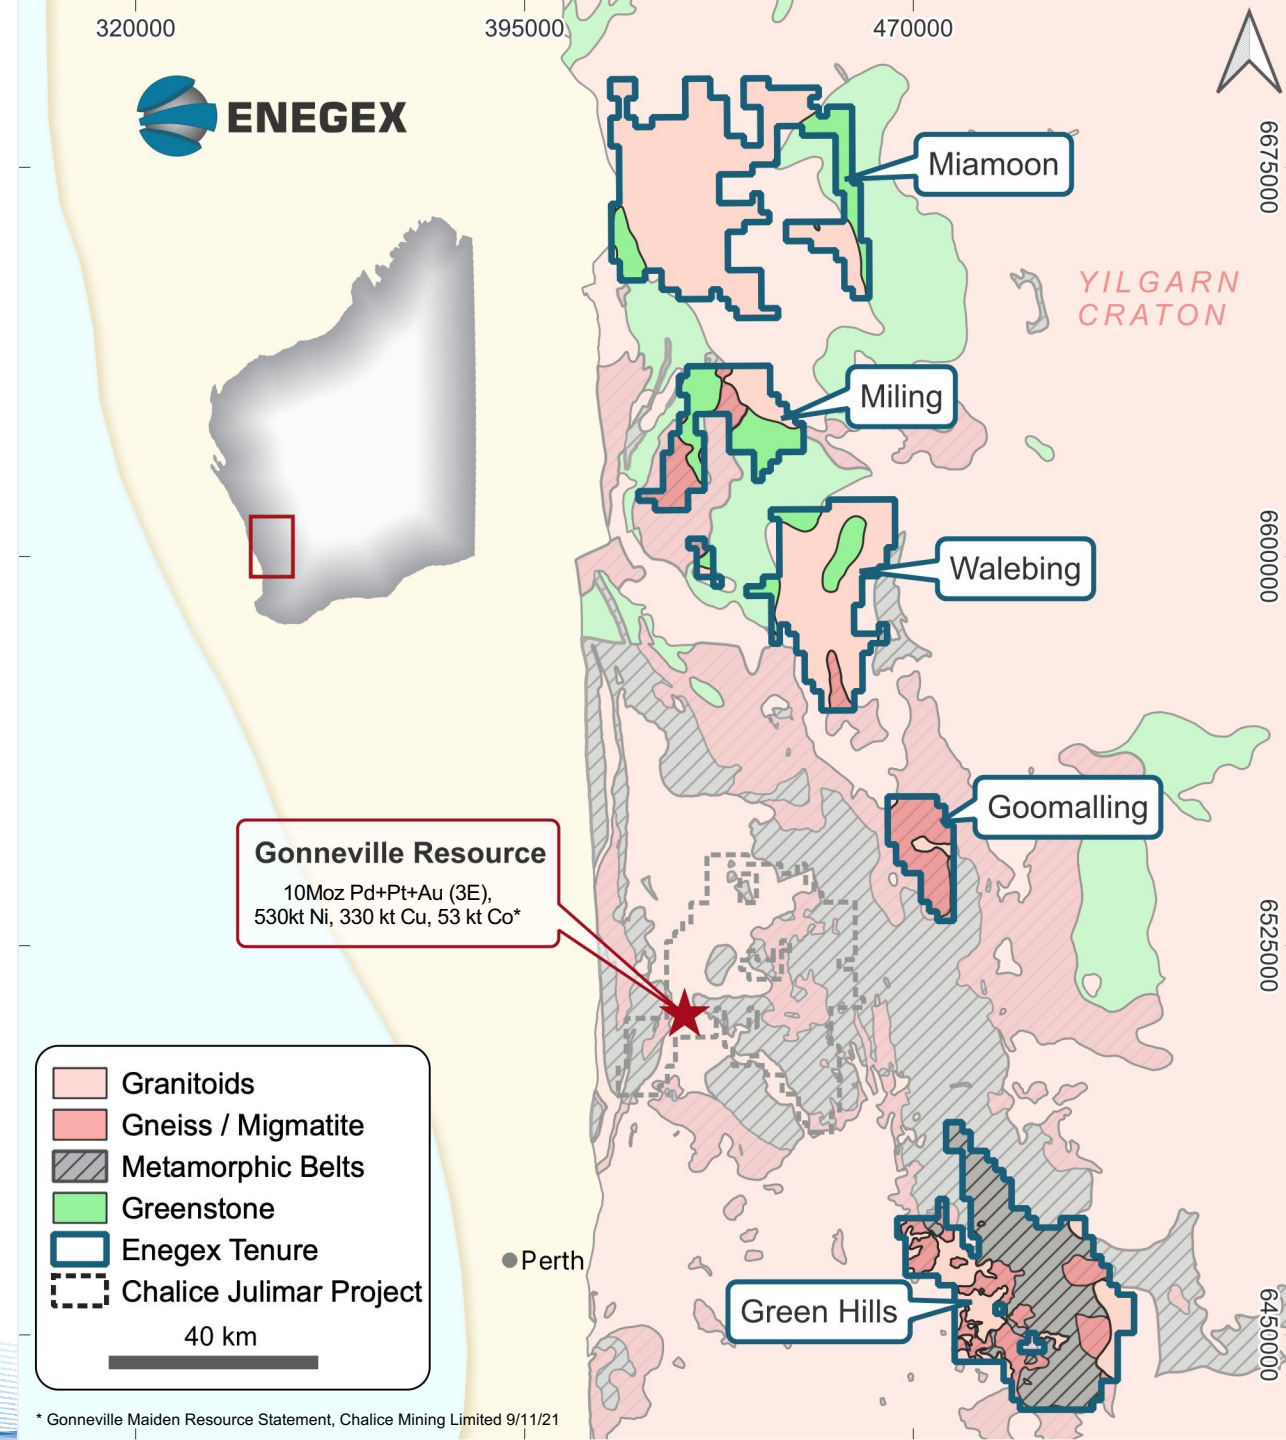 320000
395000
470000
ENEGEX
6675000
Miamoon
YILGARN
CRATON
Miling
6600000
Walebing
Goomalling
Gonneville Resource
10Moz Pd+Pt+Au (3E),
530kt Ni, 330 kt Cu, 53 kt Co*
6525000
Granitoids
Gneiss / Migmatite
Metamorphic Belts
Greenstone
Enegex Tenure
Chalice Julimar Project
40 km
Perth
Green Hills
6450000
* Gonneville Maiden Resource Statement, Chalice Mining Limited 9/11/21